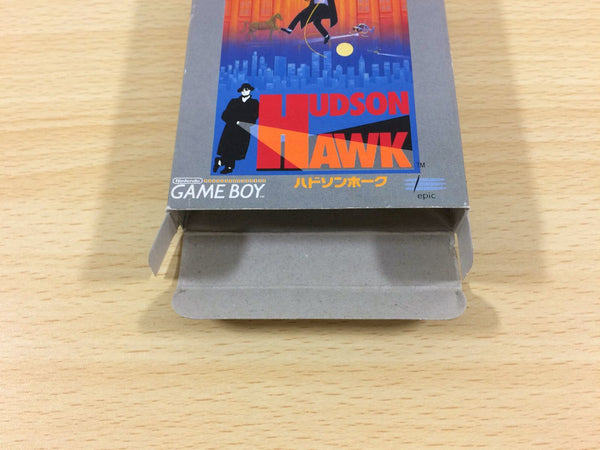 HUDSON
HAWK
TM
ハドソンホーク
Nintendo
GAME BOY
epic